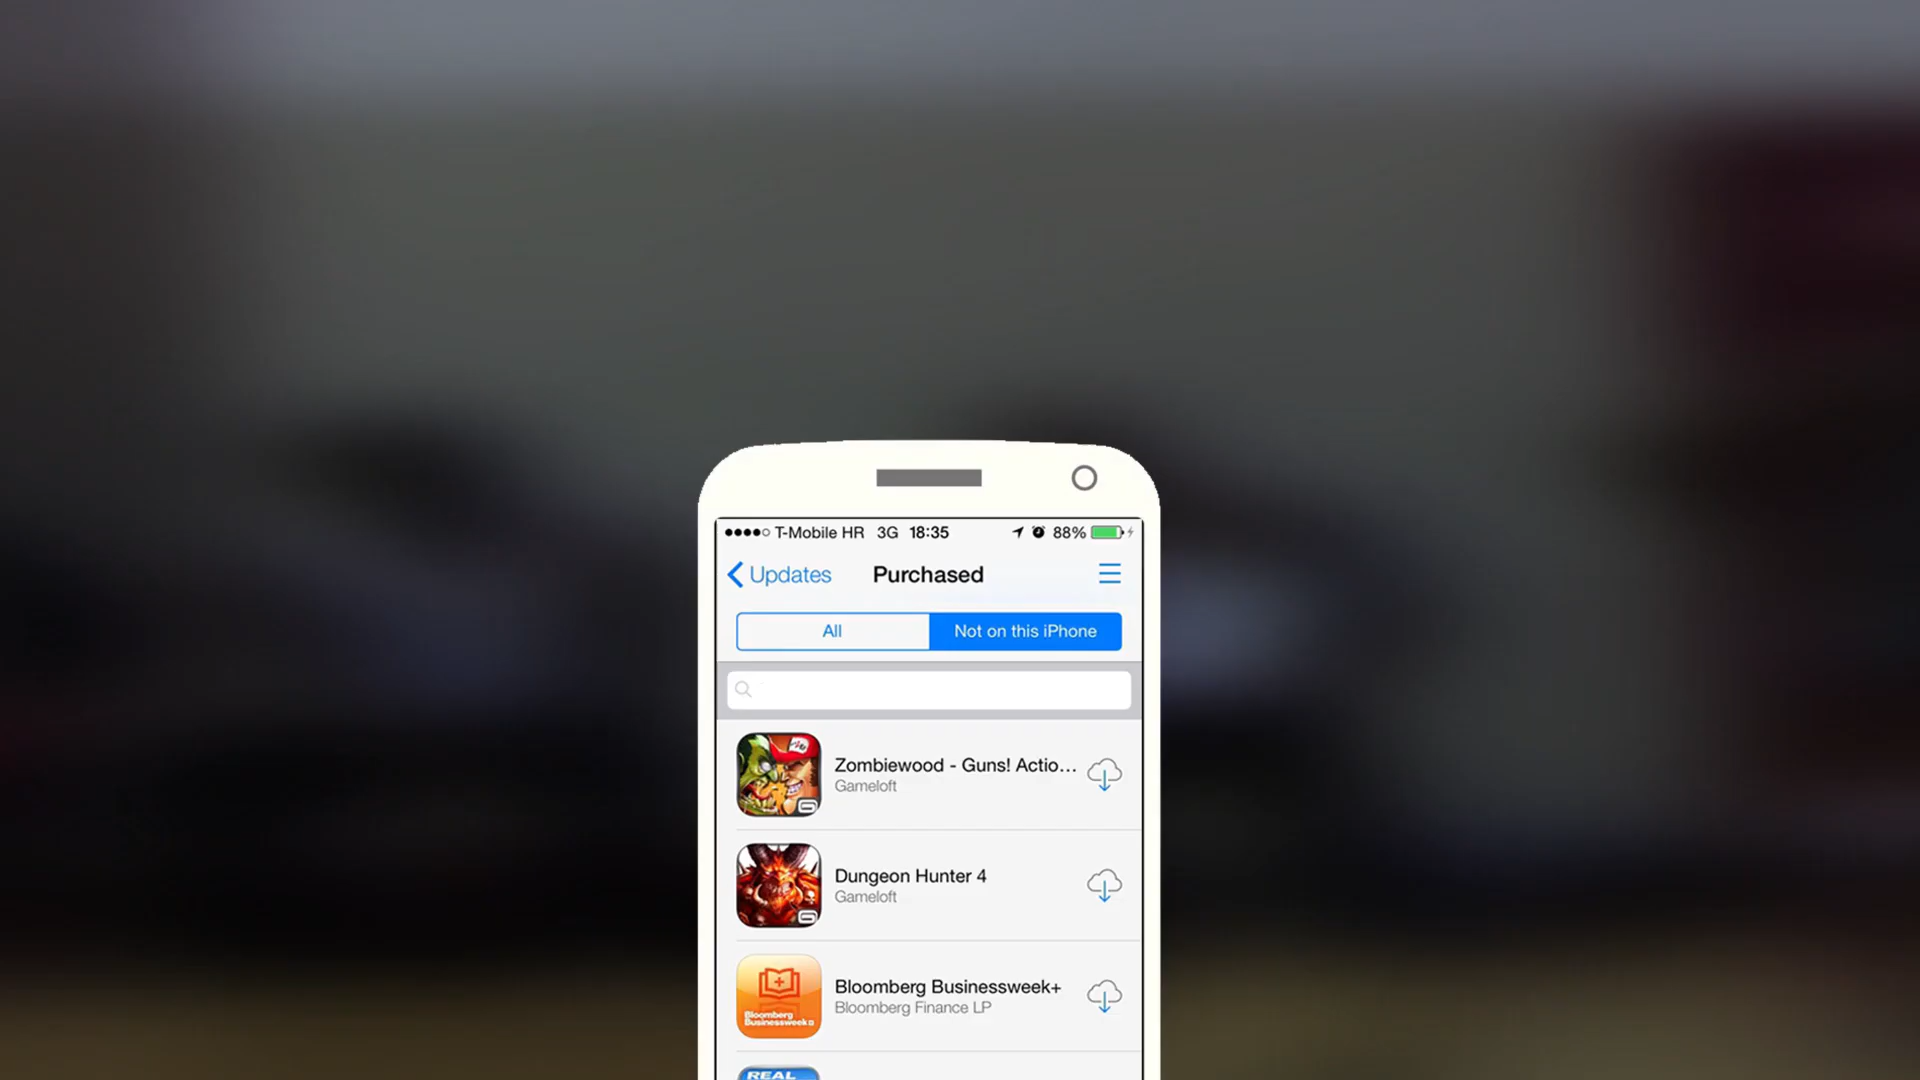 T-Mobile HR 3G 18:35 88%
Updates Purchased
All Not on this iPhone
Zombiewood - Guns! Actio...
Gameloft
Dungeon Hunter 4
Gameloft
Bloomberg
Businessweek+
Bloomberg Businessweek+
Bloomberg Finance LP
REAL